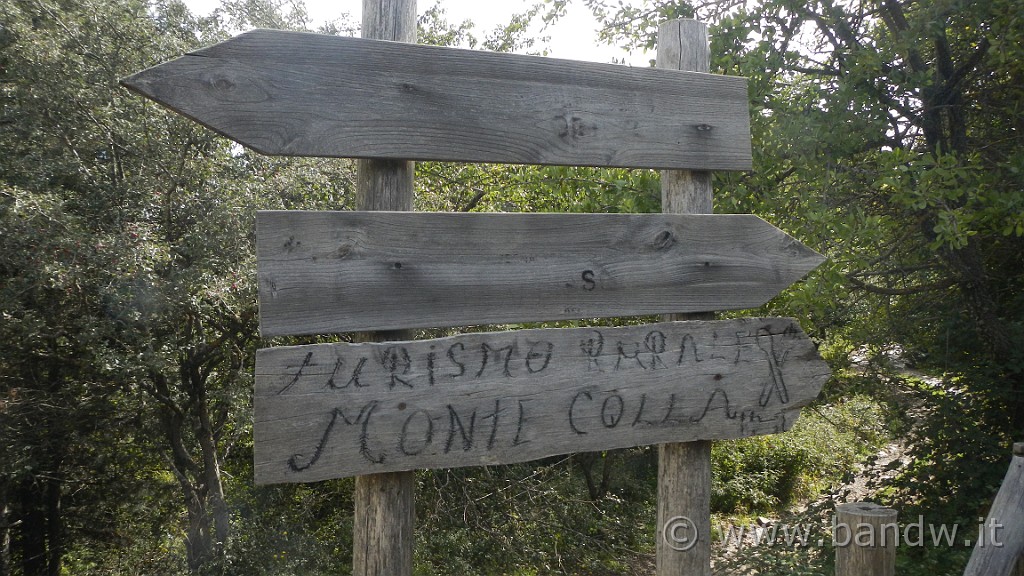 S
TURISMO RURALE
MONTE COLLA
© www.bandw.it